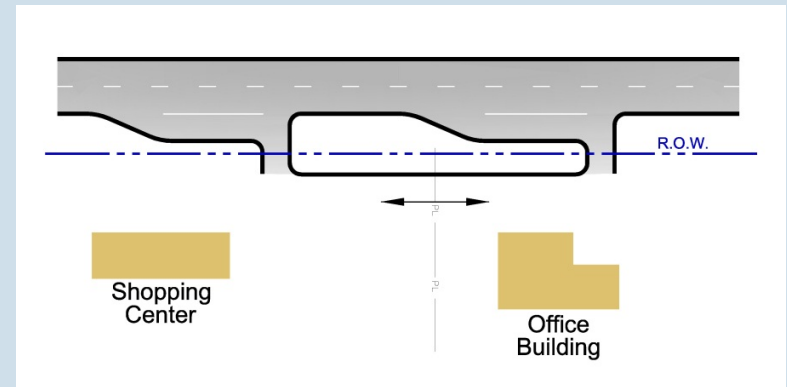 R.O.W.
PL
PL
Shopping
Center
Office
Building